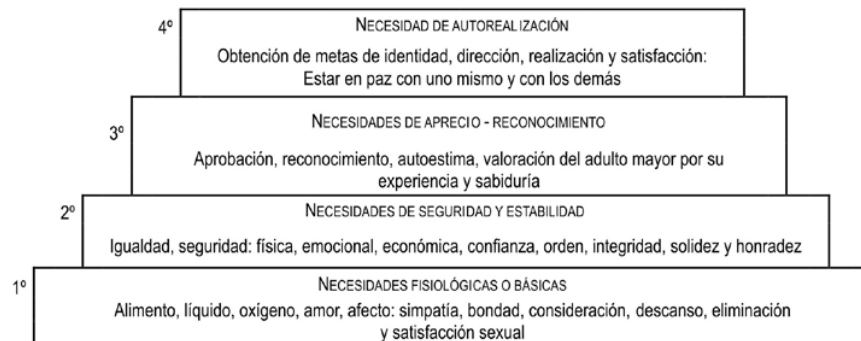 4º
NECESIDAD DE AUTOREALIZACIÓN
Obtención de metas de identidad, dirección, realización y satisfacción:
Estar en paz con uno mismo y con los demás
3º
NECESIDADES DE APRECIO - RECONOCIMIENTO
Aprobación, reconocimiento, autoestima, valoración del adulto mayor por su
experiencia y sabiduría
2º
NECESIDADES DE SEGURIDAD Y ESTABILIDAD
Igualdad, seguridad: física, emocional, económica, confianza, orden, integridad, solidez y honradez
1º
NECESIDADES FISIOLÓGICAS O BÁSICAS
Alimento, líquido, oxígeno, amor, afecto: simpatía, bondad, consideración, descanso, eliminación
y satisfacción sexual